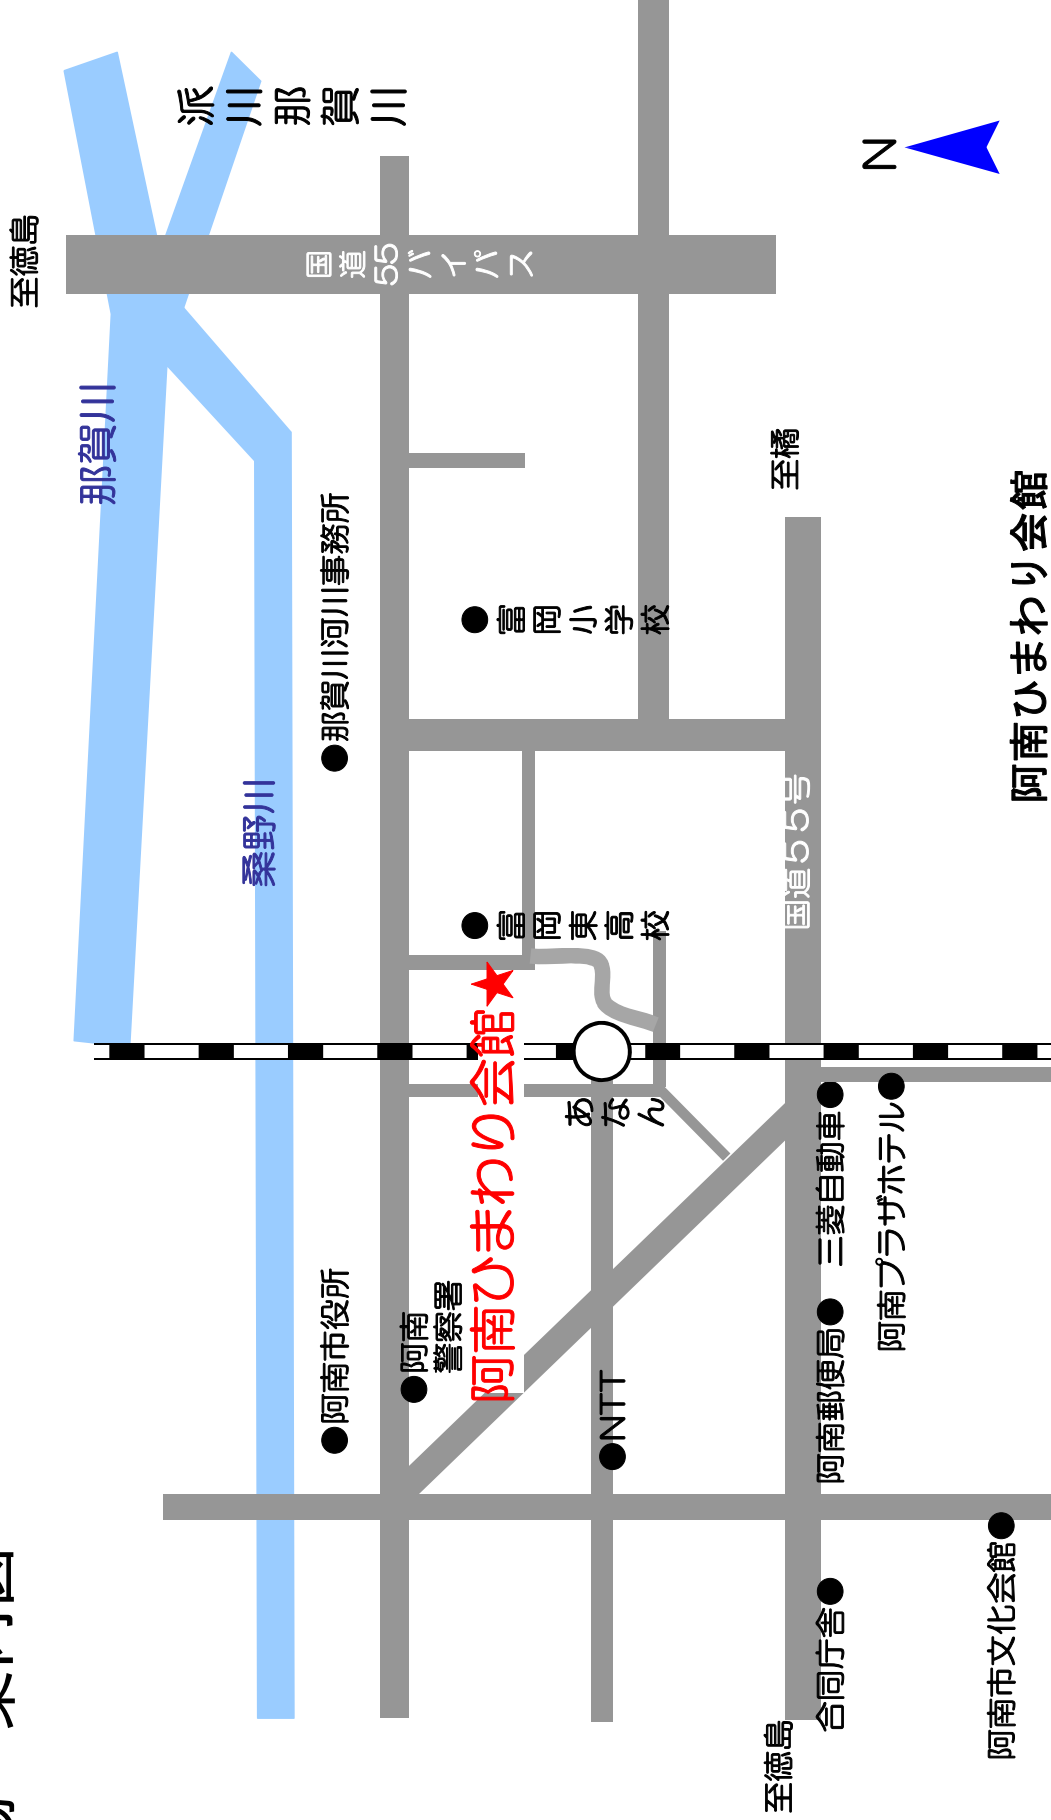 至徳島
那賀川
派川那賀川
桑野川
国道55バイパス
那賀川河川事務所
阿南市役所
阿南
警察署
富岡小学校
富岡東高校
阿南ひまわり会館★
あなん
NTT
至橘
国道55号
至徳島
三菱自動車
阿南郵便局
合同庁舎
阿南プラザホテル
N
阿南市文化会館
阿南ひまわり会館